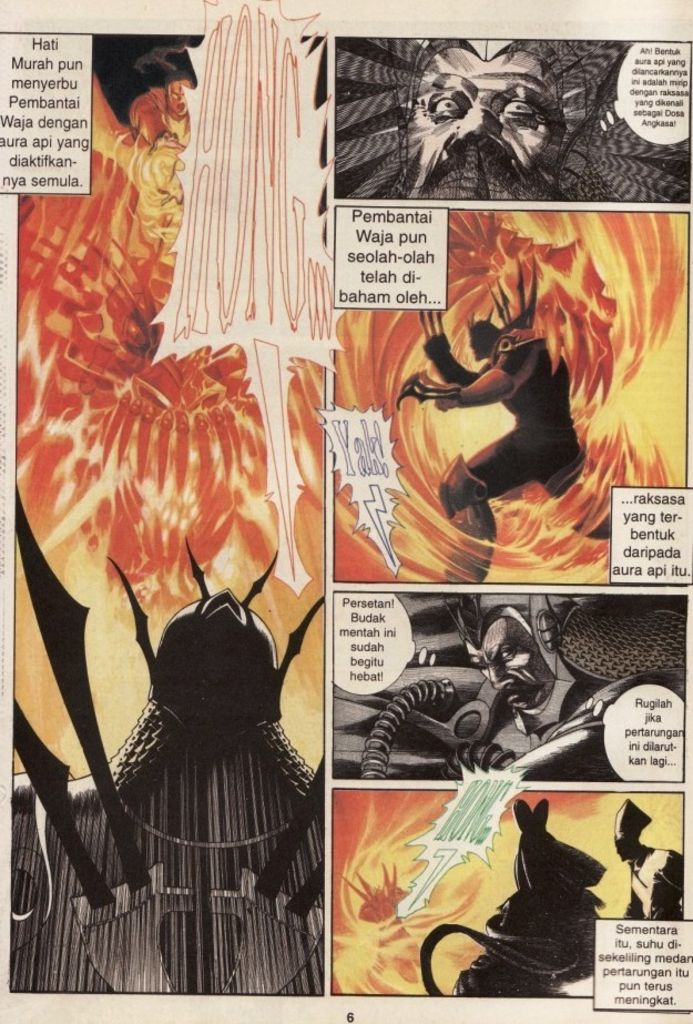 Hati
Murah pun
menyerbu
Pembantai
Waja dengan
aura api yang
diaktifkan-
nya semula.
HONG...
Ah! Bentuk
aura api yang
dilancarkannya
ini adalah mirip
dengan raksasa
yang dikenali
sebagai Dosa
Angkasa!
Pembantai
Waja pun
seolah-olah
telah di-
baham oleh...
Yak!
...raksasa
yang ter-
bentuk
daripada
aura api itu.
Persetan!
Budak
mentah ini
sudah
begitu
hebat!
Rugilah
jika
pertarungan
ini dilarut-
kan lagi...
HONG...
Sementara
itu, suhu di-
sekeliling medan
pertarungan itu
pun terus
meningkat.
6